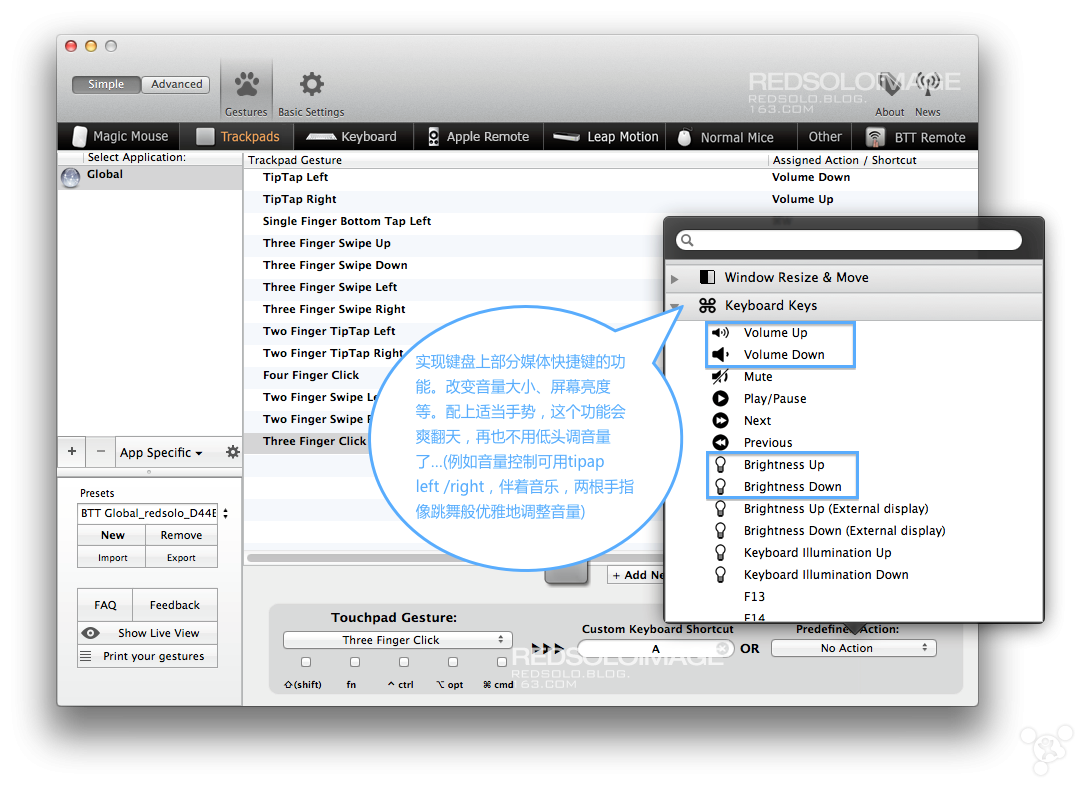 Simple
Advanced
Gestures
Basic Settings
REDSOLOIMAGE
REDSOLO.BLOG.
163.COM
About
News
Magic Mouse
Trackpads
Keyboard
Apple Remote
Leap Motion
Normal Mice
Other
BTT Remote
Select Application:
Global
Trackpad Gesture
Assigned Action / Shortcut
TipTap Left
Volume Down
TipTap Right
Volume Up
Single Finger Bottom Tap Left
Three Finger Swipe Up
Three Finger Swipe Down
Three Finger Swipe Left
Three Finger Swipe Right
Two Finger TipTap Left
Two Finger TipTap Right
Four Finger Click
Two Finger Swipe Le
Two Finger Swipe
Three Finger Click
Window Resize & Move
Keyboard Keys
Volume Up
Volume Down
Mute
Play/Pause
Next
Previous
Brightness Up
Brightness Down
Brightness Up (External display)
Brightness Down (External display)
Keyboard Illumination Up
Keyboard Illumination Down
F13
F14
实现键盘上部分媒体快捷键的功
能。改变音量大小、屏幕亮度
等。配上适当手势，这个功能会
爽翻天，再也不用低头调音量
了...(例如音量控制可用tipap
left /right，伴着音乐，两根手指
像跳舞般优雅地调整音量)
+
−
App Specific
Presets
BTT Global_redsolo_D44E
New
Remove
Import
Export
FAQ
Feedback
Show Live View
Print your gestures
+ Add Ne
Touchpad Gesture:
Three Finger Click
⇧(shift)
fn
^ ctrl
⌥ opt
⌘ cmd
Custom Keyboard Shortcut
A
OR
Predefined Action:
No Action
REDSOLOIMAGE
REDSOLO.BLOG.
163.COM